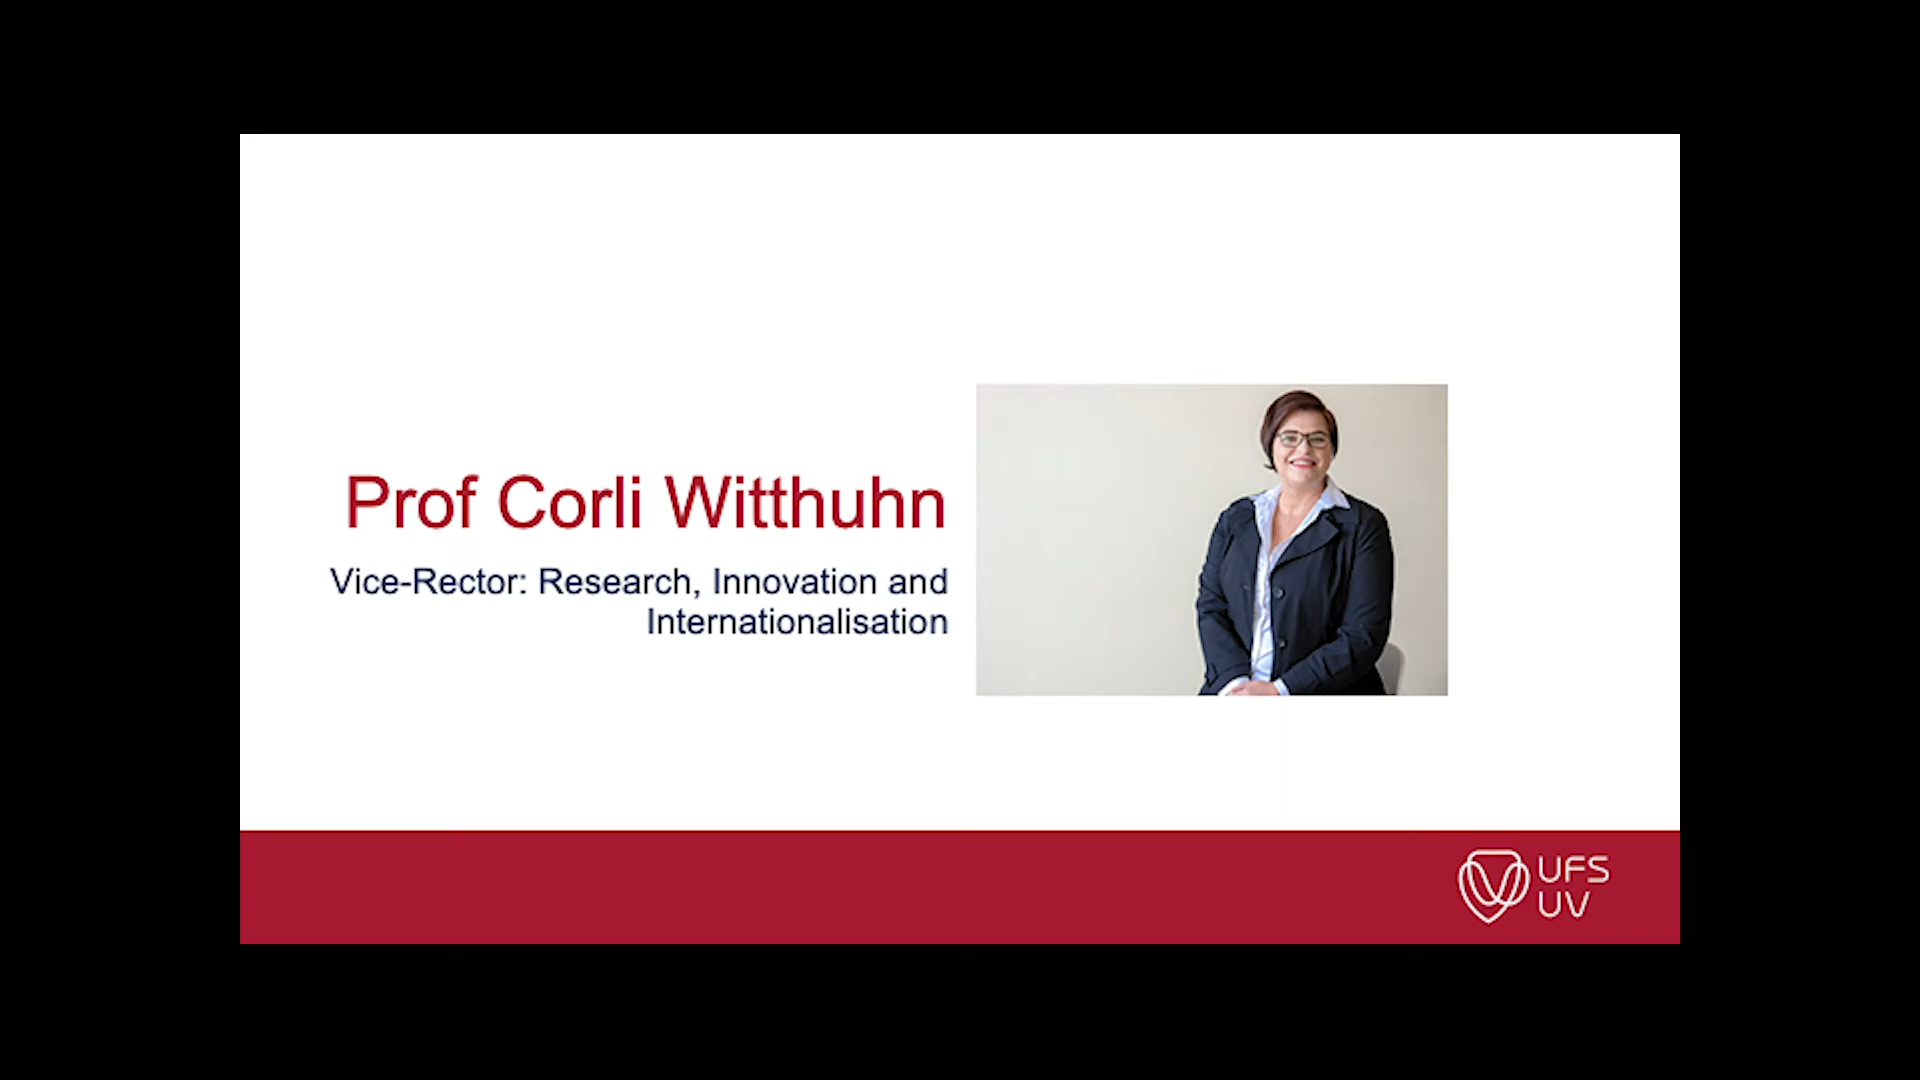 Prof Corli Witthuhn
Vice-Rector: Research, Innovation and
Internationalisation
UFS
UV